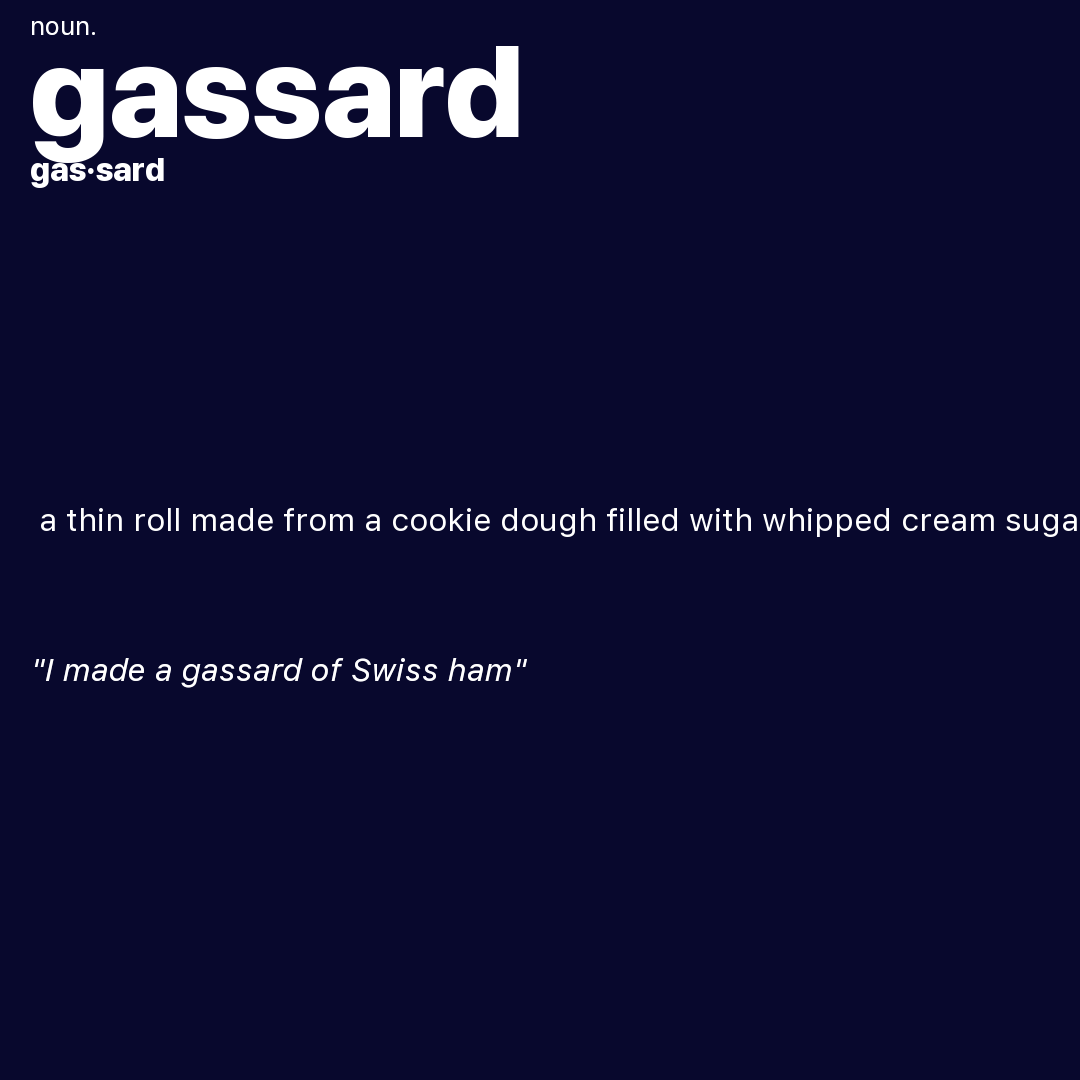 noun.
gassard
gas·sard
a thin roll made from a cookie dough filled with whipped cream suga
"I made a gassard of Swiss ham"